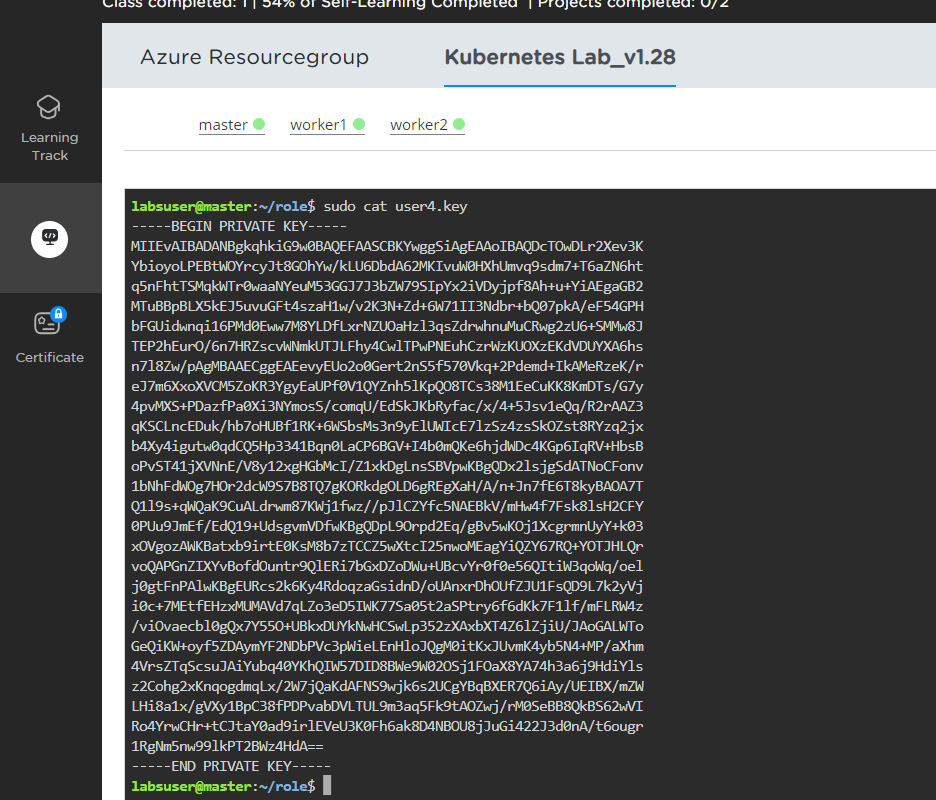 Class completed: 1 | 54% of Self-Learning Completed | Projects completed: 0/2
Azure Resourcegroup
Kubernetes Lab_v1.28
Learning
Track
Certificate
master
worker1
worker2
labsuser@master:~/role$ sudo cat user4.key
-----BEGIN PRIVATE KEY-----
MIIEvAIBADANBgkqhkiG9w0BAQEFAASCBKYwggSiAgEAAoIBAQDcTOwDLr2Xev3K
YbioyoLPEBtWOYrcyJt8GOhYw/kLU6DbdA62MKIvuW0HXhUmvq9sdm7+T6aZN6ht
q5nFhtTSMqkWTr0waaNYeuM53GGJ7J3bZW79SIpYx2iVDyjpf8Ah+u+YiAEgaGB2
MTuBBpBLX5kEJ5uvuGFt4szaH1w/v2K3N+Zd+6W71II3Ndbr+bQ07pkA/eF54GPH
bFGUidwnqi16PMd0Eww7M8YLDfLxrNZUOaHzl3qsZdrwhnuMuCRwg2zU6+SMMw8J
TEP2hEurO/6n7HRZscvWNmkUTJLFhy4CwlTPwPNEuhCzrWzKUOXzEKdVDUYXA6hs
n7l8Zw/pAgMBAAECggEAEevyEUo2o0Gert2nS5f570Vkq+2Pdemd+IkAMeRzeK/r
eJ7m6XxoXVCM5ZoKR3YgyEaUPf0V1QYZnh5lKpQO8TCs38M1EeCuKK8KmDTs/G7y
4pvMXS+PDazfPa0Xi3NYmosS/comqU/EdSkJKbRyfac/x/4+5Jsv1eQq/R2rAAZ3
qKSCLncEDuk/hb7oHUBf1RK+6WSbsMs3n9yElUWIcE7lzSz4zsSkOZst8RYzq2jx
b4Xy4igutw0qdCQ5Hp3341Bqn0LaCP6BGV+I4b0mQKe6hjdWDc4KGp6IqRV+HbsB
oPvST41jXVNnE/V8y12xgHGbMcI/Z1xkDgLnsSBVpwKBgQDx2lsjgSdATNoCFonv
1bNhFdWOg7HOr2dcW9S7B8TQ7gKORkdgOLD6gREgXaH/A/n+Jn7fE6T8kyBAOA7T
Q1l9s+qWQaK9CuALdrwm87KWj1fwz//pJlCZYfc5NAEBkV/mHw4f7Fsk8lsH2CFY
0PUu9JmEf/EdQ19+UdsgvmVDfwKBgQDpL9Orpd2Eq/gBv5wKOj1XcgrmnUyY+k03
xOVgozAWKBatxb9irtE0KsM8b7zTCCZ5wXtcI25nwoMEagYiQZY67RQ+YOTJHLQr
voQAPGnZIXYvBofdOuntr9QlERi7bGxDZoDWu+UBcvYr0f0e56QItiW3qoWq/oel
j0gtFnPAlwKBgEURcs2k6Ky4RdoqzaGsidnD/oUAnxrDhOUfZJU1FsQD9L7k2yVj
i0c+7MEtfEHzxMUMAVd7qLZo3eD5IWK77Sa05t2aSPtry6f6dKk7F1lf/mFLRW4z
/viOvaecbl0gQx7Y55O+UBkxDUYkNwHCSwLp352zXAxbXT4Z6lZjiU/JAoGALWTo
GeQiKW+oyf5ZDAymYF2NDbPVc3pWieLEnHloJQgM0itKxJUvmK4yb5N4+MP/aXhm
4VrsZTqScsuJAiYubq40YKhQIW57DID8BWe9W02OSj1FOaX8YA74h3a6j9HdiYls
z2Cohg2xKnqogdmqLx/2W7jQaKdAFNS9wjk6s2UCgYBqBXER7Q6iAy/UEIBX/mZW
LHi8a1x/gVXy1BpC38fPDPvabDVLTUL9m3aq5Fk9tAOZwj/rM0SeBB8QkBS62wVI
Ro4YrwCHr+tCJtaY0ad9irlEVeU3K0Fh6ak8D4NBOU8jJuGi422J3d0nA/t6ougr
1RgNm5nw99lkPT2BWz4HdA==
-----END PRIVATE KEY-----
labsuser@master:~/role$